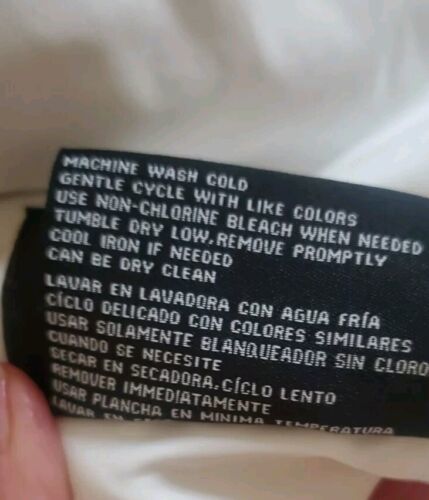 MACHINE WASH COLD
GENTLE CYCLE WITH LIKE COLORS
USE NON-CHLORINE BLEACH WHEN NEEDED
TUMBLE DRY LOW.REMOVE PROMPTLY
COOL IRON IF NEEDED
CAN BE DRY CLEAN
LAVAR EN LAVADORA CON AGUA FRÍA
CÍCLO DELICADO CON COLORES SIMILARES
USAR SOLAMENTE BLANQUEADOR SIN CLORO
CUANDO SE NECESITE
SECAR EN SECADORA.CÍCLO LENTO
REMOVER IMMEDIATAMENTE
USAR PLANCHA EN MINIMA TEMPERATURA
LAVAR EN